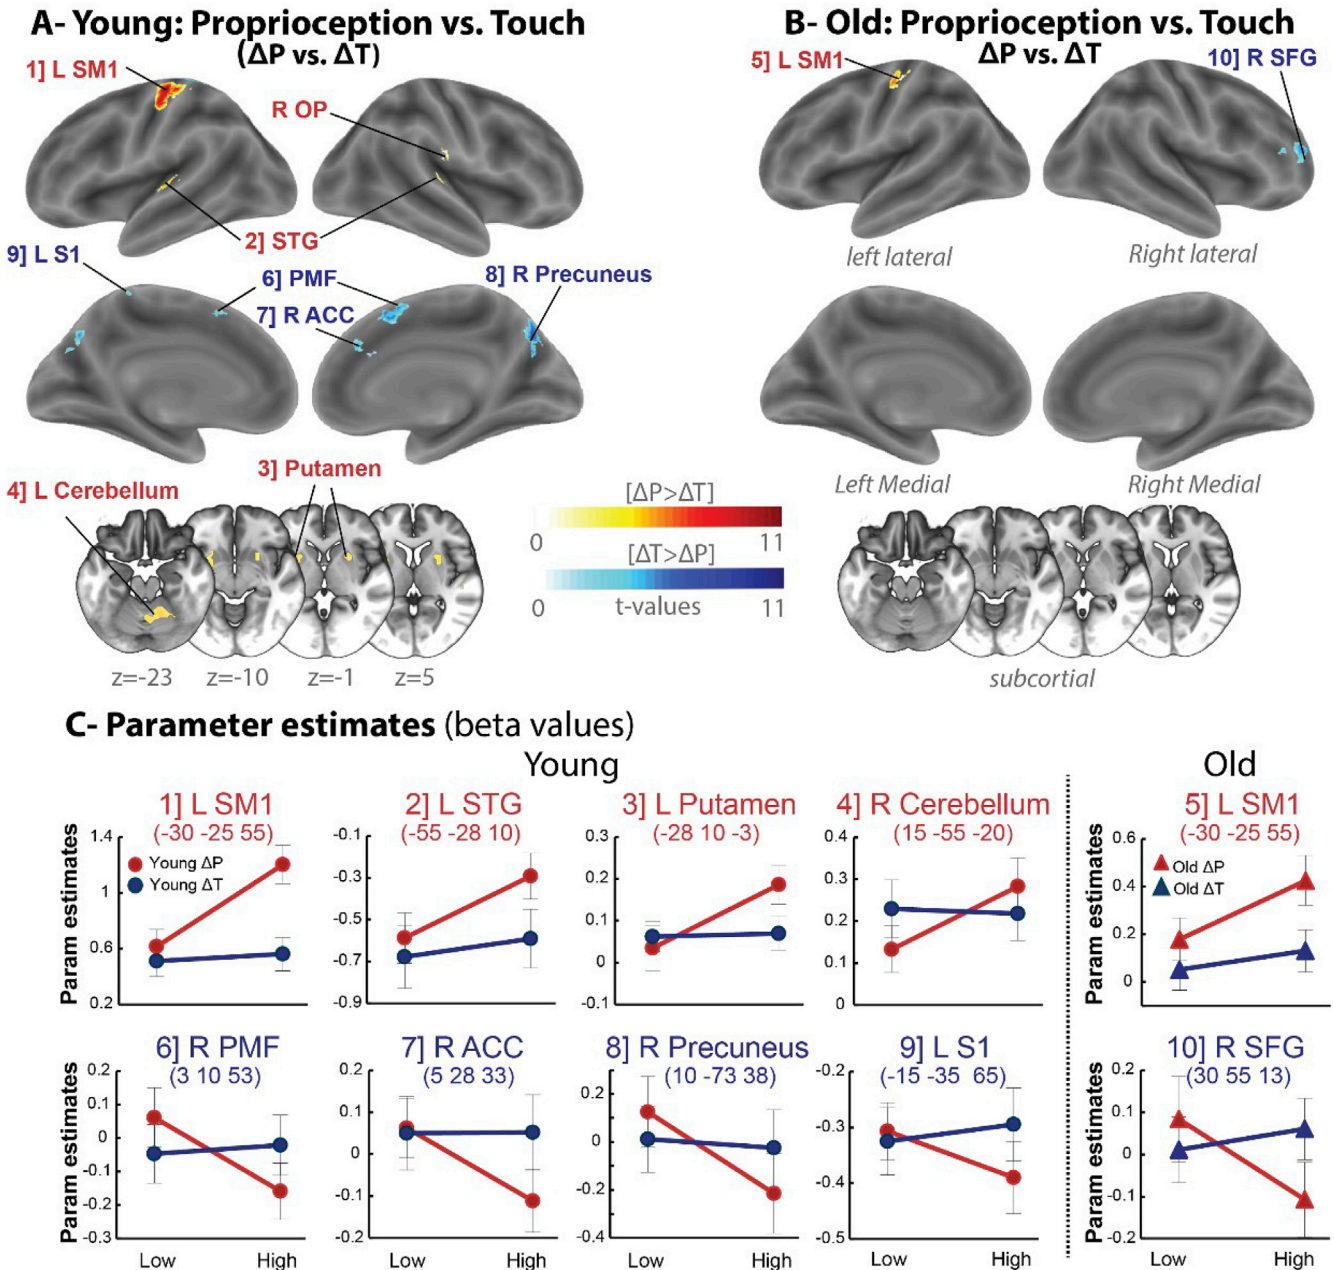 A- Young: Proprioception vs. Touch
(ΔP vs. ΔT)
1] L SM1
R OP
2] STG
9] L S1
6] PMF
7] R ACC
8] R Precuneus
3] Putamen
4] L Cerebellum
z=-23 z=-10 z=-1 z=5
[ΔP>ΔT]
0 11
[ΔT>ΔP]
0 t-values 11
B- Old: Proprioception vs. Touch
ΔP vs. ΔT
5] L SM1
10] R SFG
left lateral Right lateral
Left Medial Right Medial
subcortial
C- Parameter estimates (beta values)
Young Old
1] L SM1
(-30 -25 55)
Param estimates
1.4
1
0.6
0.2
Young ΔP
Young ΔT
2] L STG
(-55 -28 10)
-0.1
-0.3
-0.5
-0.7
-0.9
3] L Putamen
(-28 10 -3)
0.3
0.2
0.1
0
-0.1
4] R Cerebellum
(15 -55 -20)
0.4
0.3
0.2
0.1
0
5] L SM1
(-30 -25 55)
Param estimates
0.6
0.4
0.2
0
Old ΔP
Old ΔT
6] R PMF
(3 10 53)
Param estimates
0.2
0.1
0
-0.1
-0.2
-0.3
Low High
7] R ACC
(5 28 33)
0.2
0.1
0
-0.1
-0.2
Low High
8] R Precuneus
(10 -73 38)
0.3
0.2
0
-0.2
-0.4
Low High
9] L S1
(-15 -35 65)
-0.2
-0.3
-0.4
-0.5
Low High
10] R SFG
(30 55 13)
Param estimates
0.2
0.1
0
-0.1
-0.2
Low High